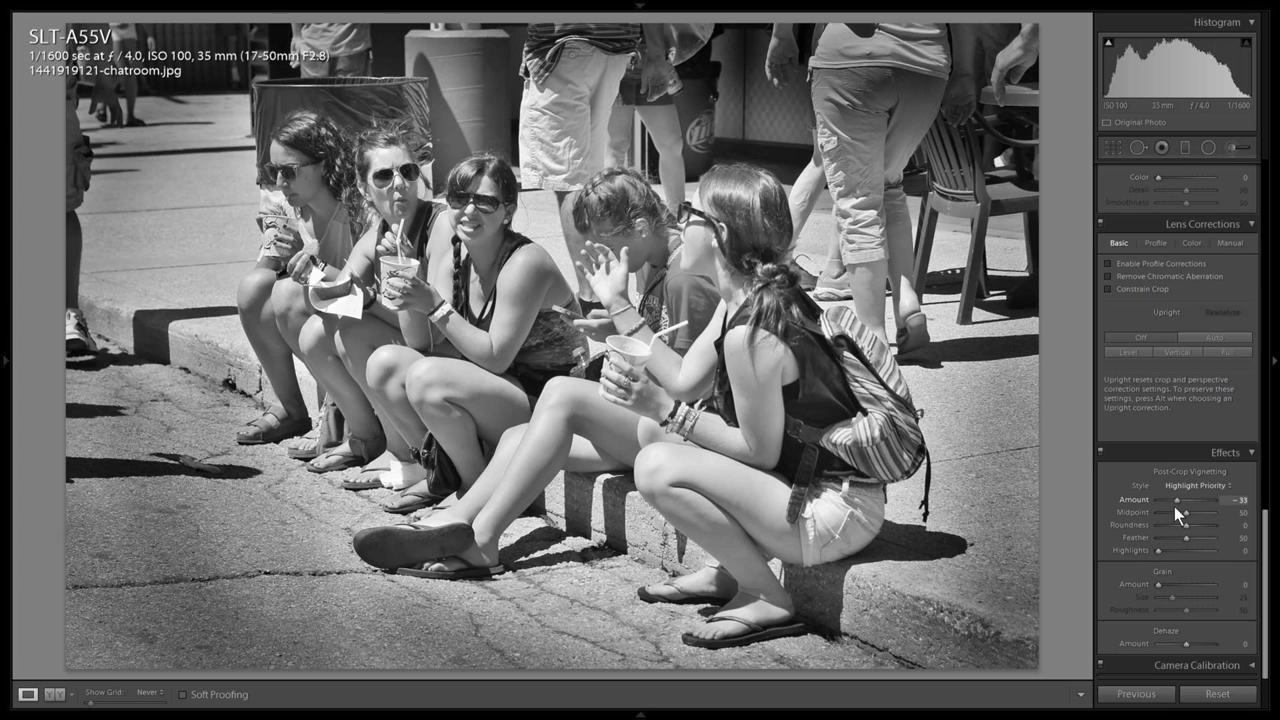 SLT-A55V
1/1600 sec at ƒ / 4.0, ISO 100, 35 mm (17-50mm F2.8)
1441919121-chatroom.jpg
Histogram
ISO 100 35 mm ƒ / 4.0 1/1600
Original Photo
Color 0
Detail 50
Smoothness 50
Lens Corrections
Basic Profile Color Manual
Enable Profile Corrections
Remove Chromatic Aberration
Constrain Crop
Upright Reanalyze
Off Auto
Level Vertical Full
Upright resets crop and perspective
correction settings. To preserve these
settings, press Alt when choosing an
Upright correction.
Effects
Post-Crop Vignetting
Style Highlight Priority
Amount – 33
Midpoint 50
Roundness 0
Feather 50
Highlights 0
Grain
Amount 0
Size 25
Roughness 50
Dehaze
Amount 0
Camera Calibration
Show Grid: Never
Soft Proofing
Previous Reset